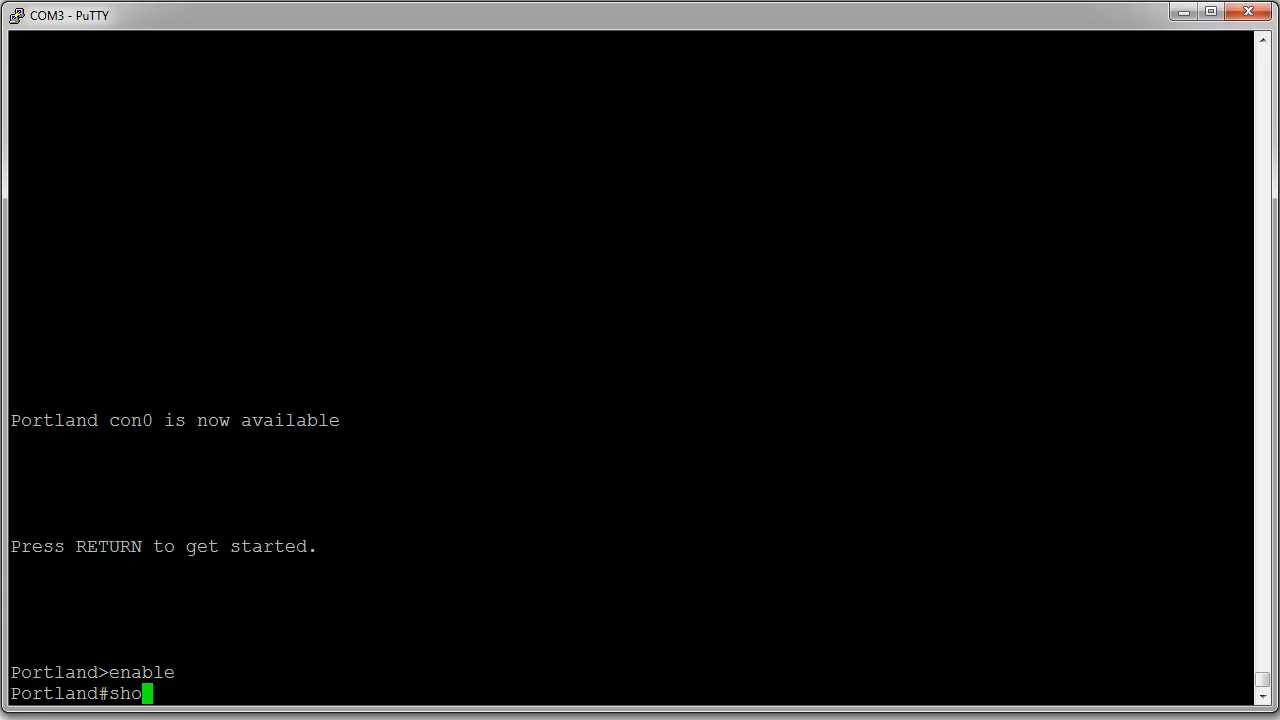 COM3 - PuTTY
Portland con0 is now available
Press RETURN to get started.
Portland>enable
Portland#sho